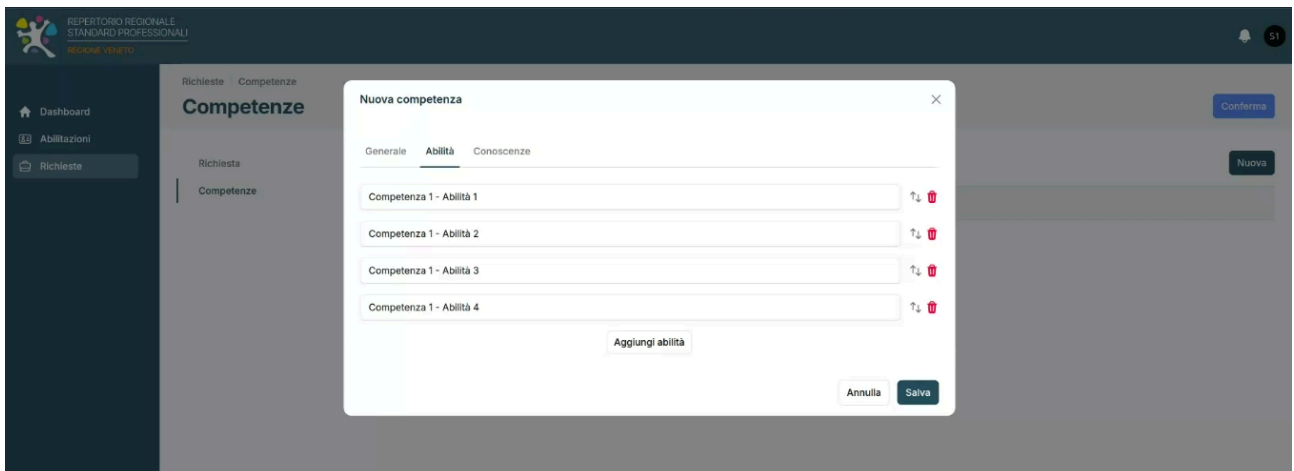 REPERTORIO REGIONALE
STANDARD PROFESSIONALI
REGIONE VENETO
S1
Dashboard
Abilitazioni
Richieste
Richieste Competenze
Competenze
Conferma
Richiesta
Competenze
Nuova
Nuova competenza
Generale Abilità Conoscenze
Competenza 1 - Abilità 1
Competenza 1 - Abilità 2
Competenza 1 - Abilità 3
Competenza 1 - Abilità 4
Aggiungi abilità
Annulla Salva